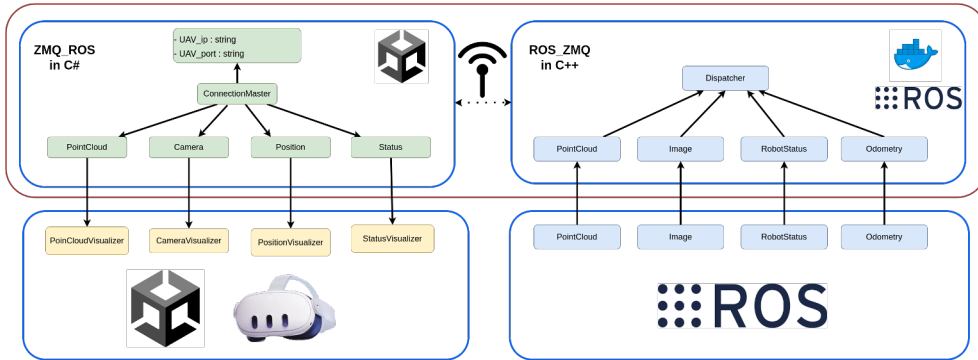 ZMQ_ROS
in C#
- UAV_ip : string
- UAV_port : string
ConnectionMaster
PointCloud
Camera
Position
Status
ROS_ZMQ
in C++
Dispatcher
ROS
PointCloud
Image
RobotStatus
Odometry
PoinCloudVisualizer
CameraVisualizer
PositionVisualizer
StatusVisualizer
PointCloud
Image
RobotStatus
Odometry
ROS